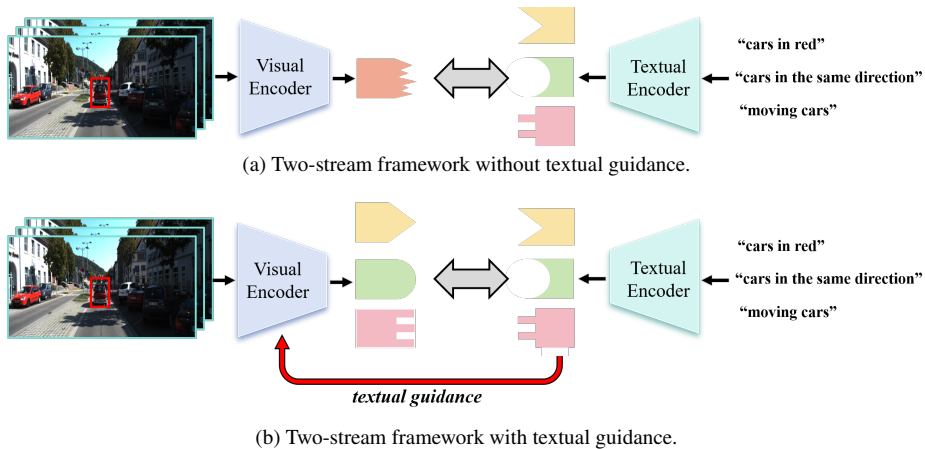 Visual
Encoder
Textual
Encoder
“cars in red”
“cars in the same direction”
“moving cars”
(a) Two-stream framework without textual guidance.
Visual
Encoder
Textual
Encoder
“cars in red”
“cars in the same direction”
“moving cars”
textual guidance
(b) Two-stream framework with textual guidance.